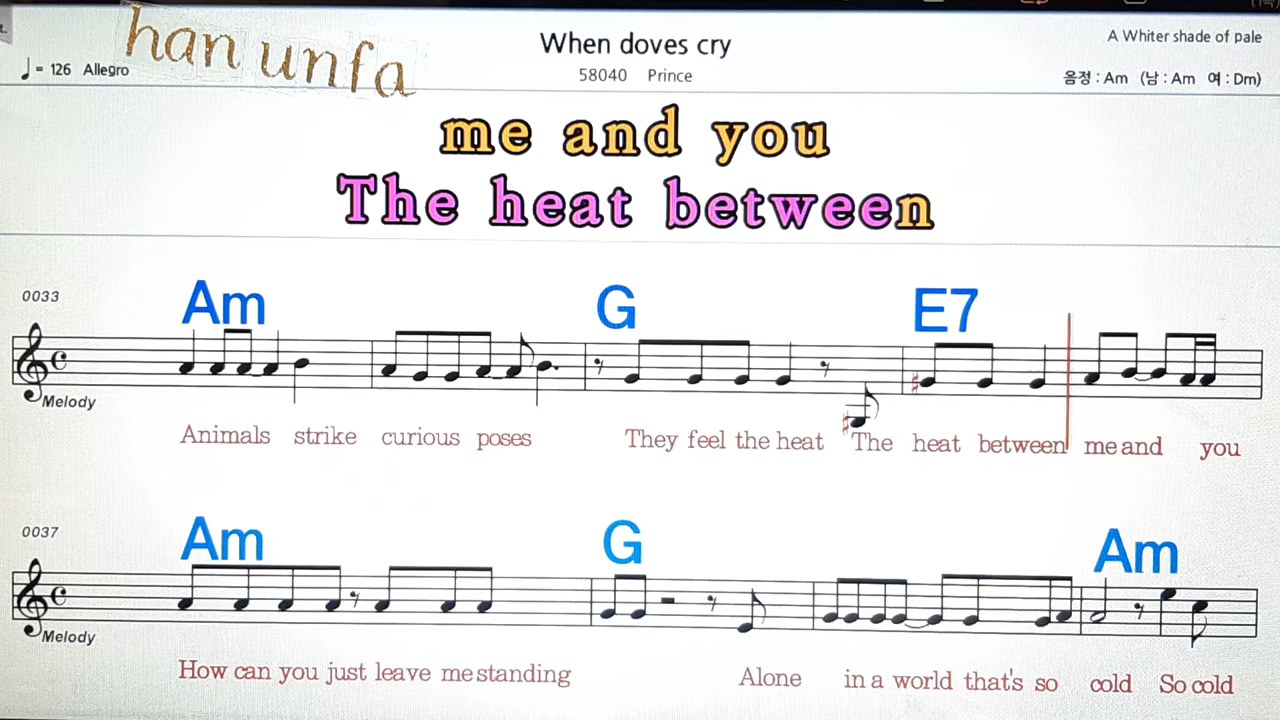 han unfa
When doves cry
A Whiter shade of pale
♩ = 126 Allegro
58040 Prince
음정 : Am (남 : Am 여 : Dm)
me and you
The heat between
0033
Am G E7
Melody
Animals strike curious poses They feel the heat The heat between me and you
0037
Am G Am
Melody
How can you just leave me standing Alone in a world that's so cold So cold